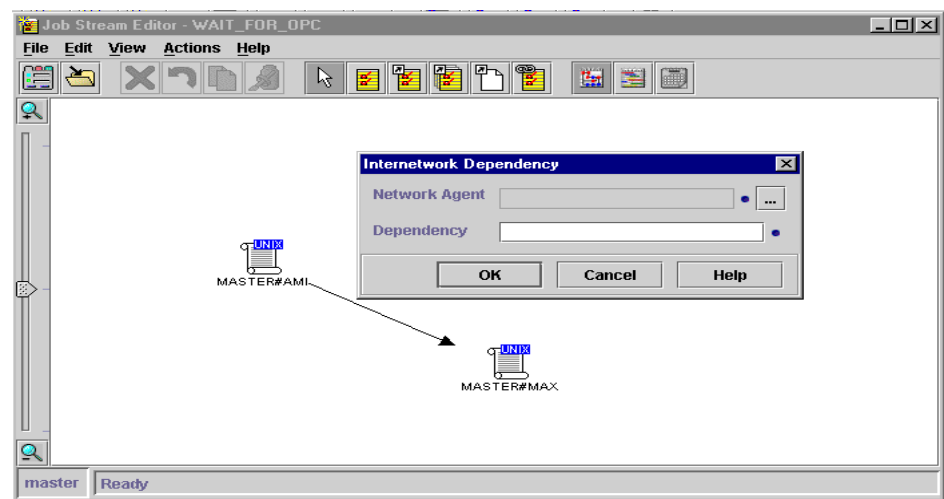 Job Stream Editor - WAIT_FOR_OPC
File Edit View Actions Help
Internetwork Dependency
Network Agent
...
Dependency
OK Cancel Help
UNIX
MASTER#AMI
UNIX
MASTER#MAX
master Ready